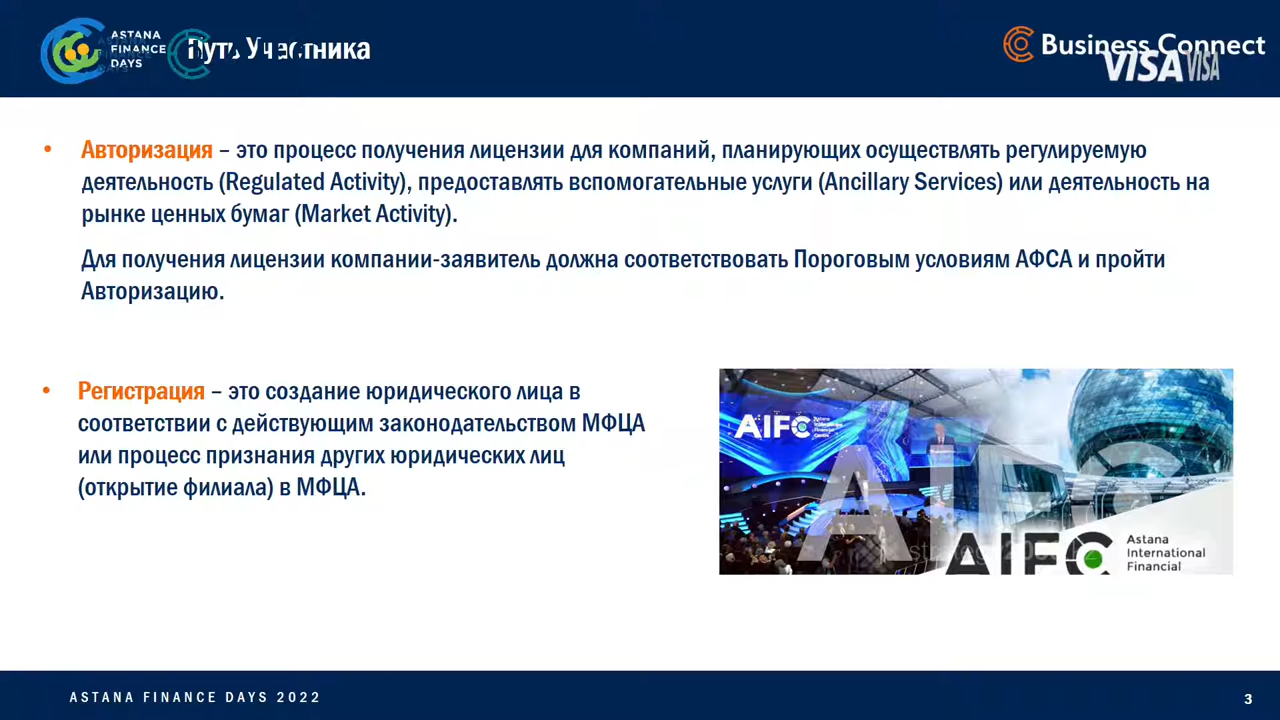 ASTANA
FINANCE
DAYS
Путь Участника
Business Connect
VISA VISA
• Авторизация – это процесс получения лицензии для компаний, планирующих осуществлять регулируемую
деятельность (Regulated Activity), предоставлять вспомогательные услуги (Ancillary Services) или деятельность на
рынке ценных бумаг (Market Activity).
Для получения лицензии компании-заявитель должна соответствовать Пороговым условиям АФСА и пройти
Авторизацию.
• Регистрация – это создание юридического лица в
соответствии с действующим законодательством МФЦА
или процесс признания других юридических лиц
(открытие филиала) в МФЦА.
AIFC
AIFC
AIFC
Astana
International
Financial
ASTANA FINANCE DAYS 2022
3